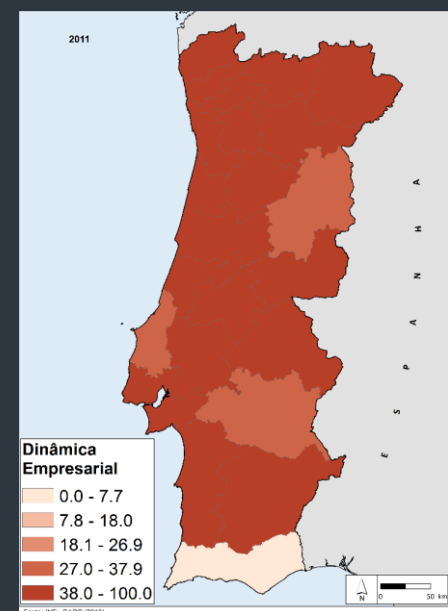 2011
E S P A N H A
Dinâmica
Empresarial
0.0 - 7.7
7.8 - 18.0
18.1 - 26.9
27.0 - 37.9
38.0 - 100.0
N
0 50 km